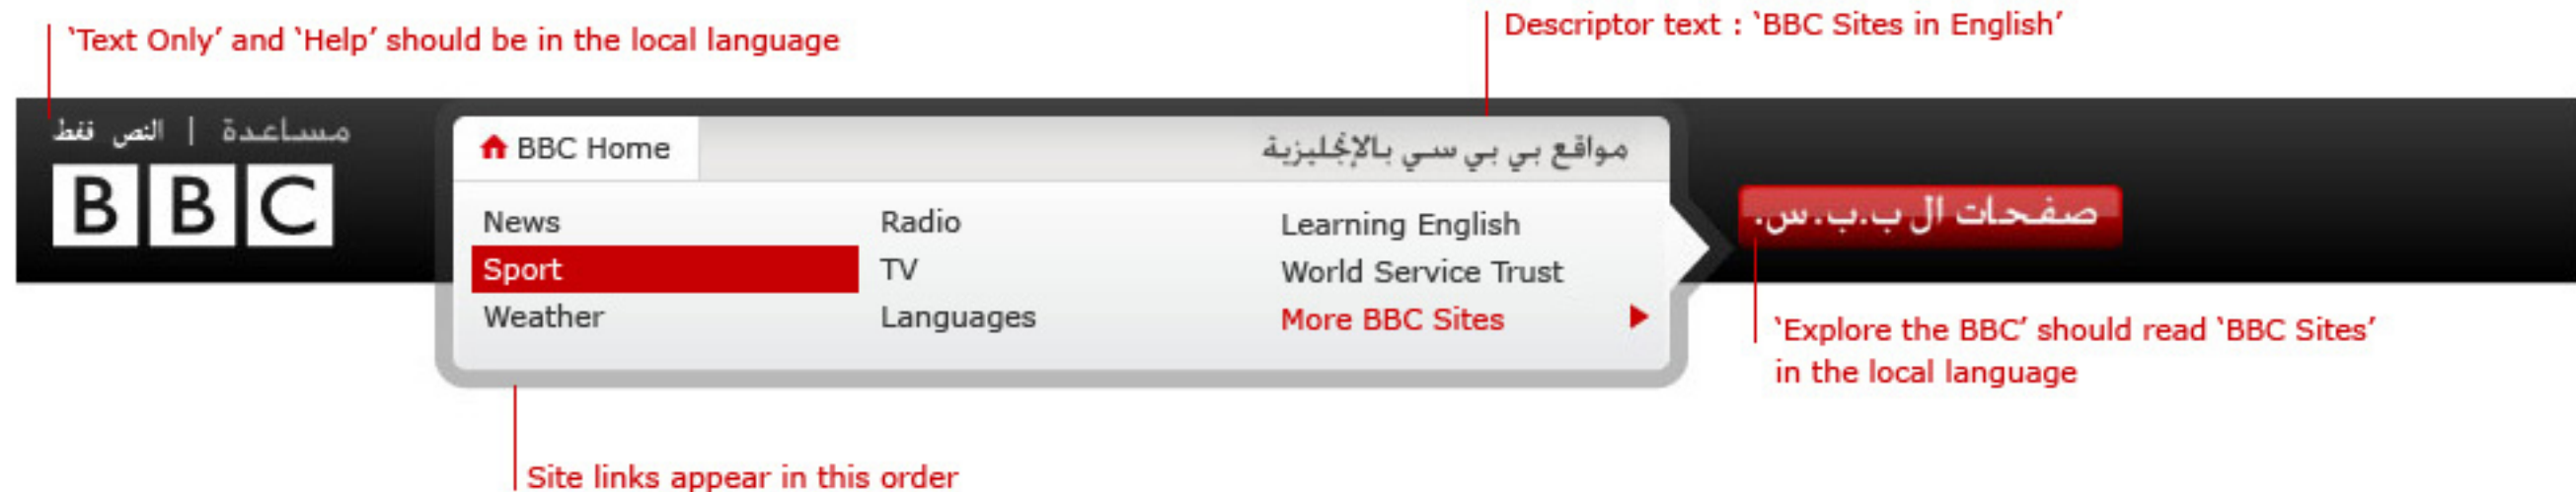 ‘Text Only’ and ‘Help’ should be in the local language
Descriptor text : ‘BBC Sites in English’
مساعدة | النص فقط
BBC
BBC Home
مواقع بي بي سي بالإنجليزية
News
Sport
Weather
Radio
TV
Languages
Learning English
World Service Trust
More BBC Sites
صفحات ال ب.ب.س.
‘Explore the BBC’ should read ‘BBC Sites’
in the local language
Site links appear in this order